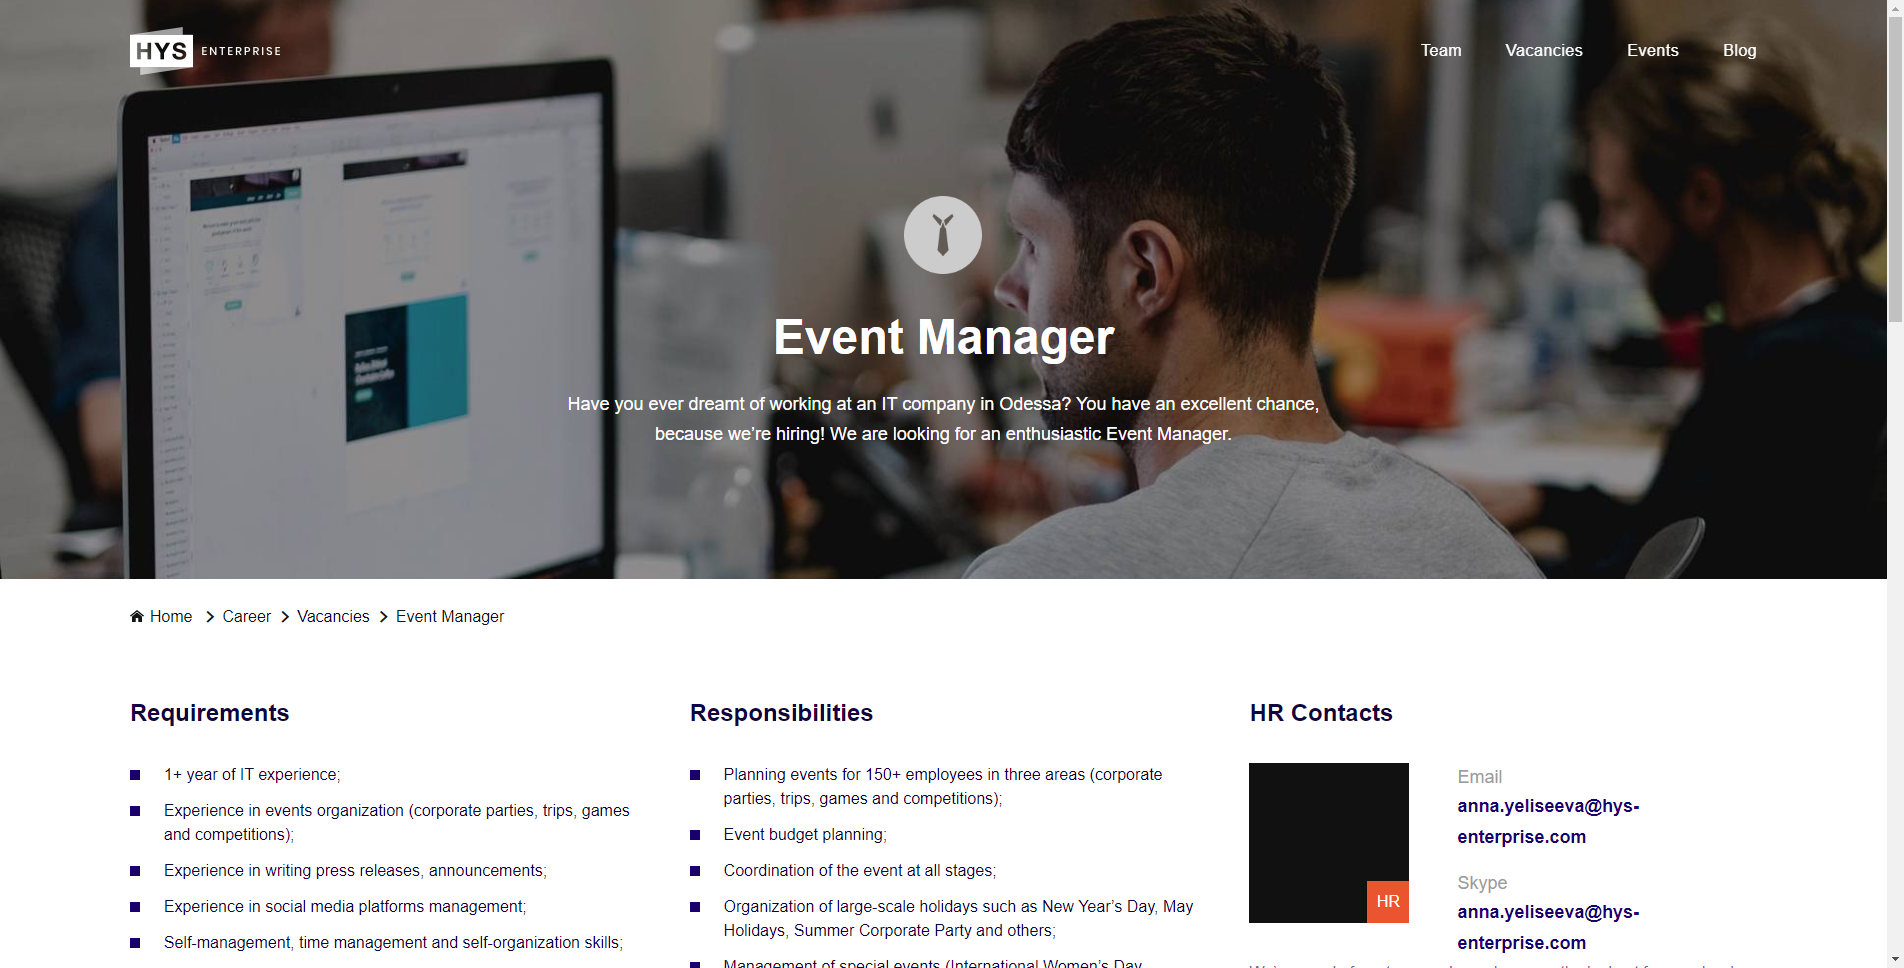 HYS ENTERPRISE
Team
Vacancies
Events
Blog
Event Manager
Have you ever dreamt of working at an IT company in Odessa? You have an excellent chance,
because we’re hiring! We are looking for an enthusiastic Event Manager.
Home
Career
Vacancies
Event Manager
Requirements
1+ year of IT experience;
Experience in events organization (corporate parties, trips, games
and competitions);
Experience in writing press releases, announcements;
Experience in social media platforms management;
Self-management, time management and self-organization skills;
Responsibilities
Planning events for 150+ employees in three areas (corporate
parties, trips, games and competitions);
Event budget planning;
Coordination of the event at all stages;
Organization of large-scale holidays such as New Year’s Day, May
Holidays, Summer Corporate Party and others;
Management of special events (International Women’s Day,
HR Contacts
HR
Email
anna.yeliseeva@hys-
enterprise.com
Skype
anna.yeliseeva@hys-
enterprise.com